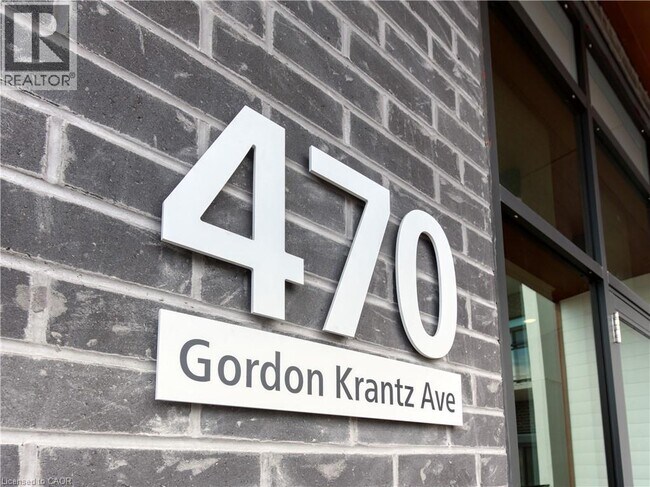 R
REALTOR®
470
Gordon Krantz Ave
Licensed to CAOR